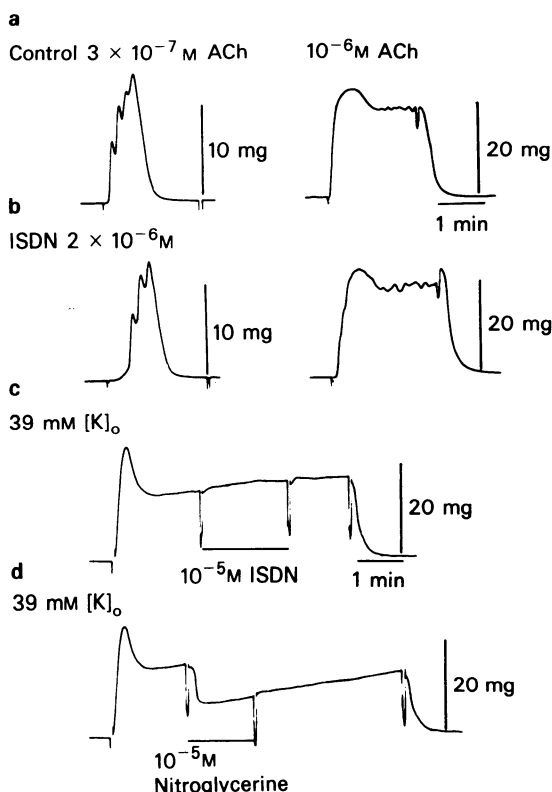 a
Control 3 × 10⁻⁷ M ACh
10⁻⁶M ACh
10 mg
20 mg
1 min
b
ISDN 2 × 10⁻⁶M
10 mg
20 mg
c
39 mM [K]ₒ
20 mg
10⁻⁵M ISDN
1 min
d
39 mM [K]ₒ
20 mg
10⁻⁵M
Nitroglycerine